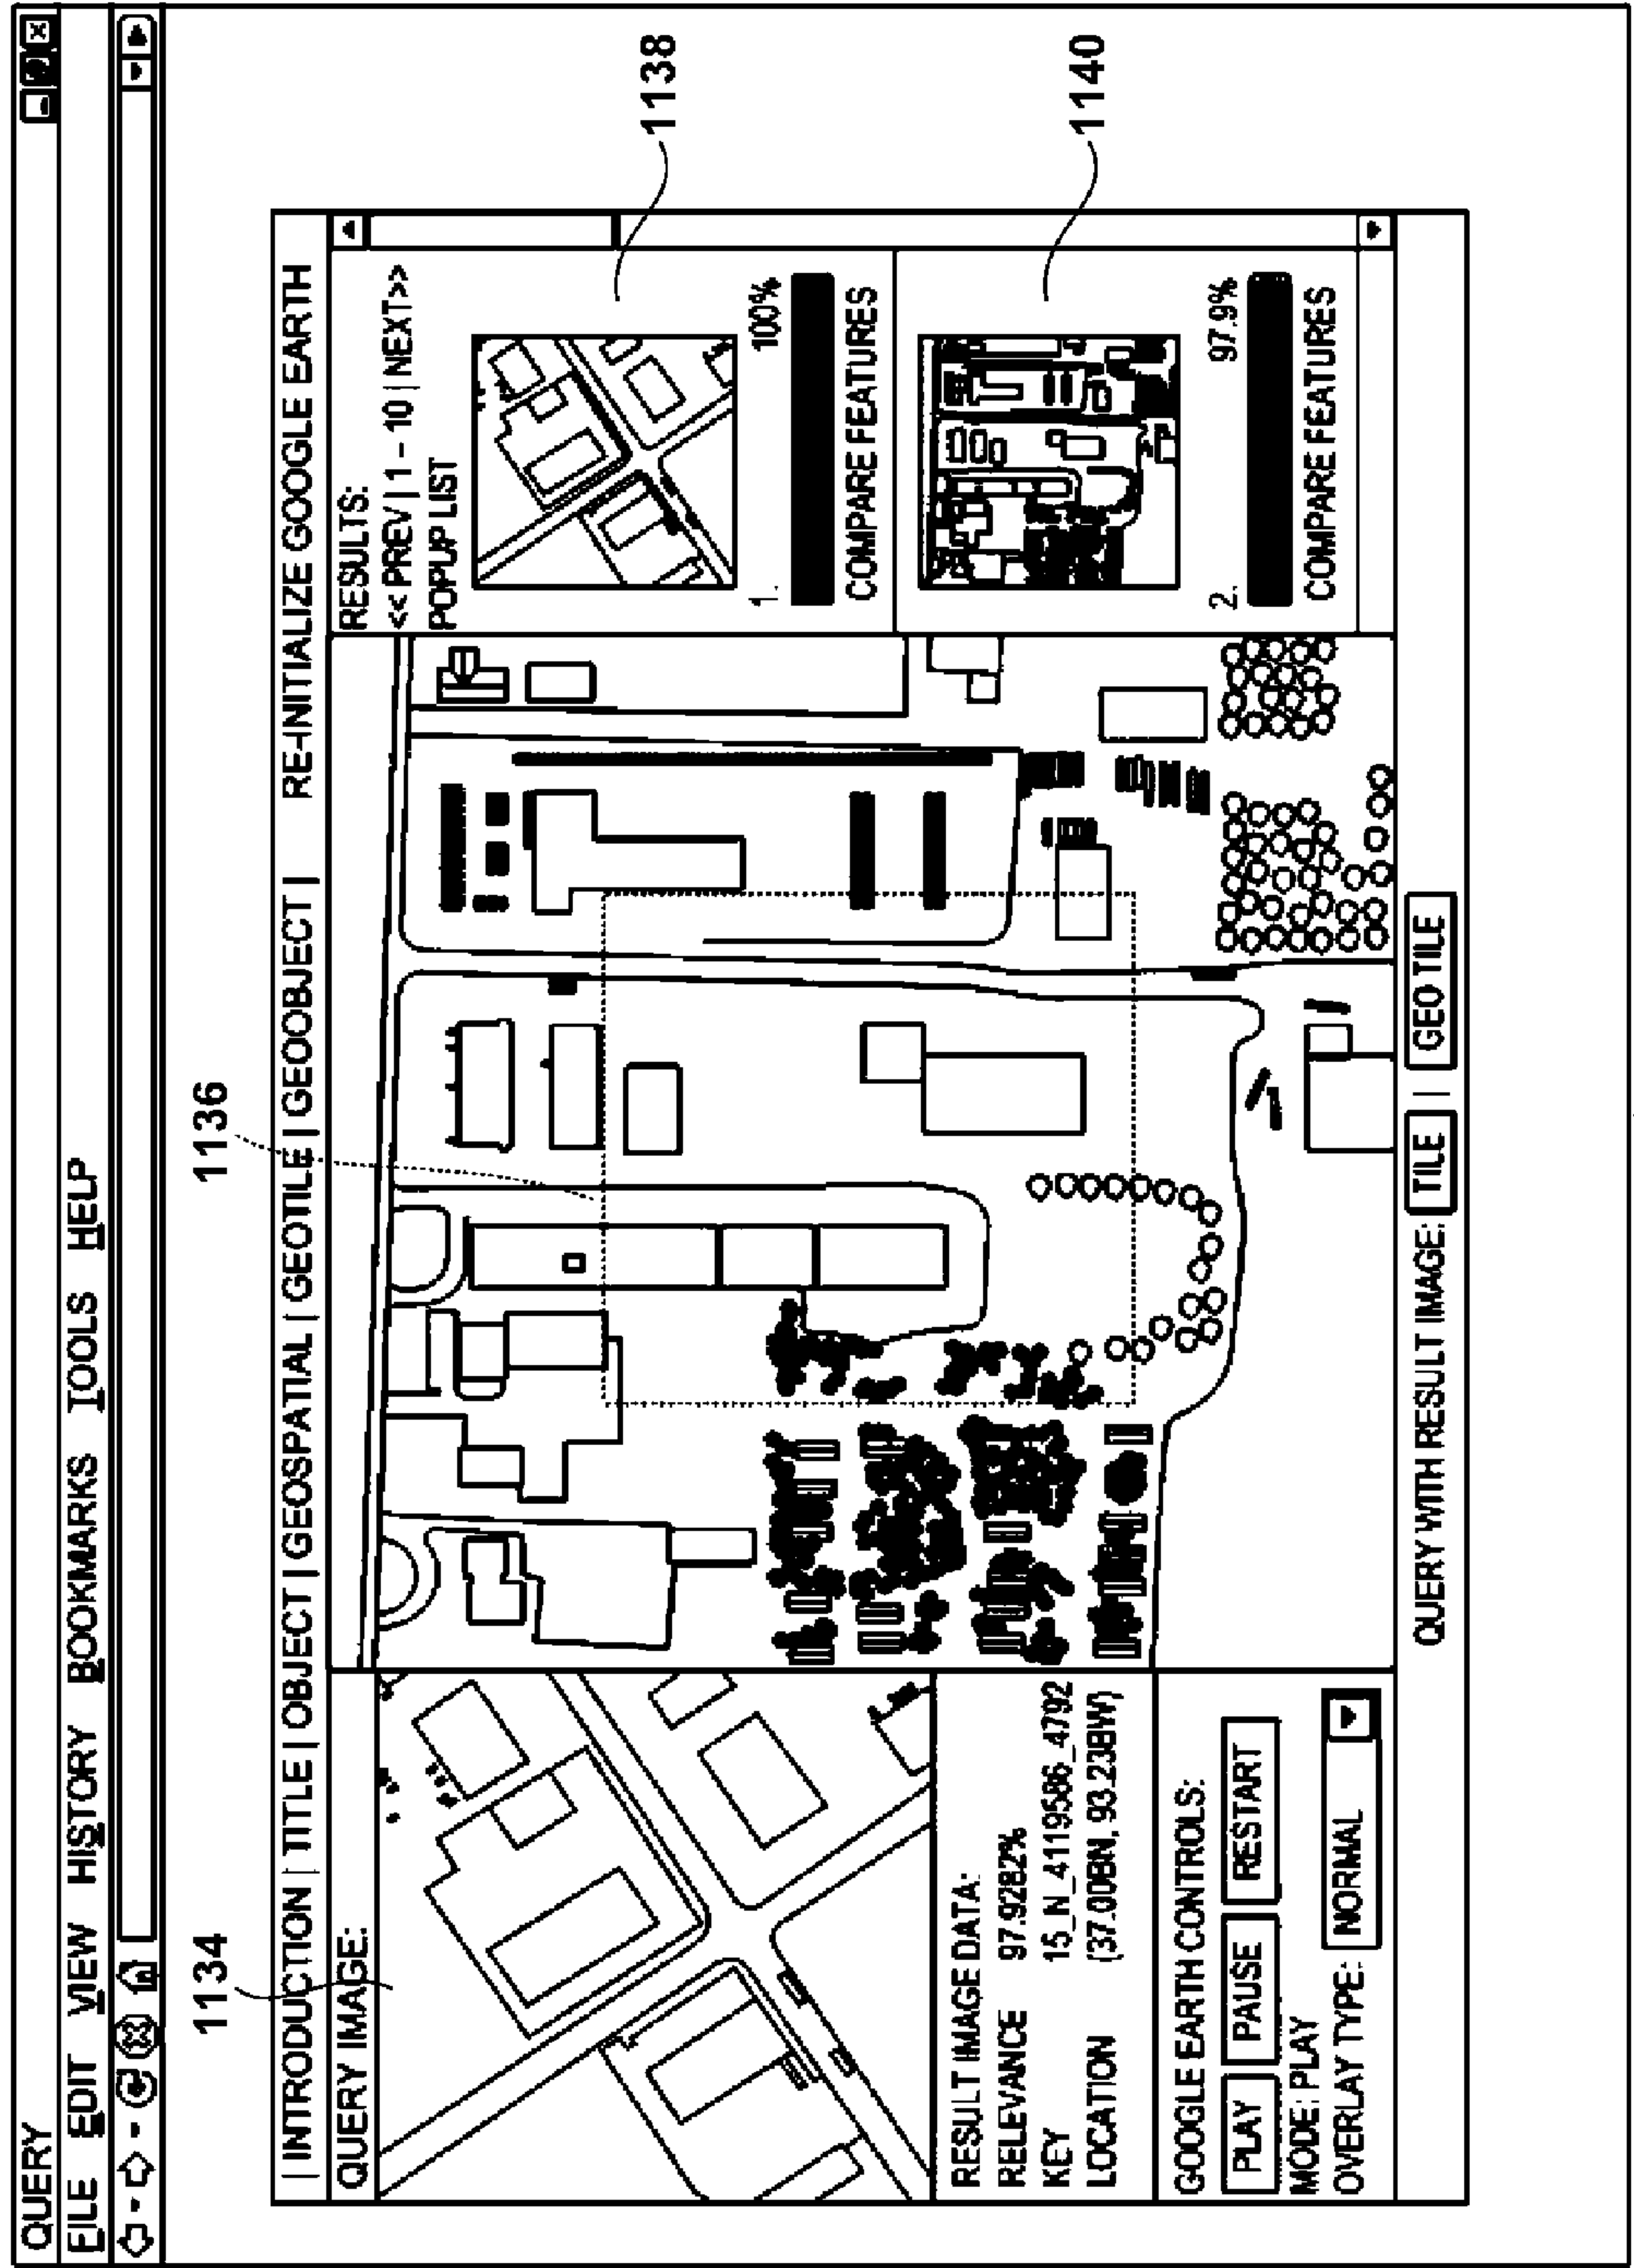 QUERY
FILE EDIT VIEW HISTORY BOOKMARKS TOOLS HELP
1134
1136
| INTRODUCTION | TITLE | OBJECT | GEOSPATIAL | GEOTILE | GEOOBJECT | RE-INITIALIZE GOOGLE EARTH
QUERY IMAGE:
RESULT IMAGE DATA:
RELEVANCE 97.9282%
KEY 15_N_4119586_4792
LOCATION (37.00BN, 93.23BW)
GOOGLE EARTH CONTROLS:
PLAY PAUSE RESTART
MODE: PLAY
OVERLAY TYPE: NORMAL
RESULTS:
<< PREV | 1 - 10 | NEXT>>
POPUP LIST
1. 100%
COMPARE FEATURES
1138
2. 97.9%
COMPARE FEATURES
1140
QUERY WITH RESULT IMAGE: TILE | GEO TILE